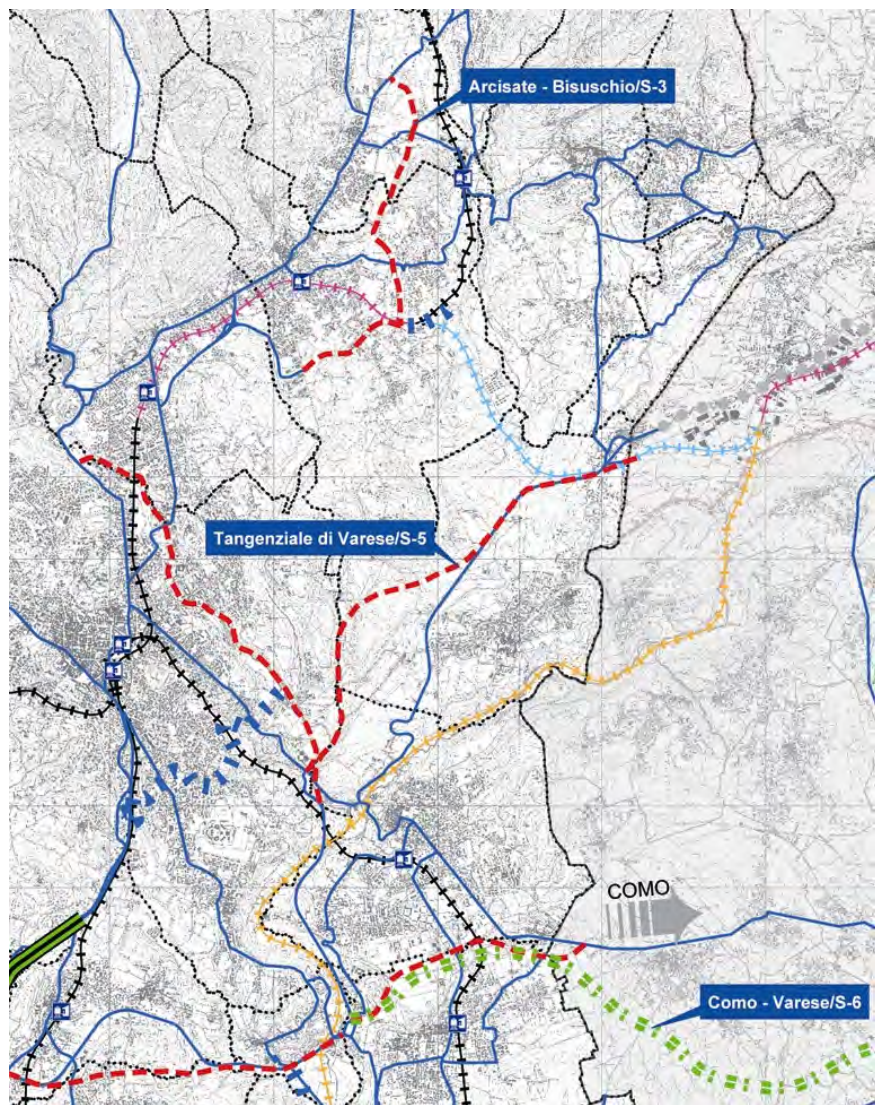 Arcisate - Bisuschio/S-3
Tangenziale di Varese/S-5
COMO
Como - Varese/S-6